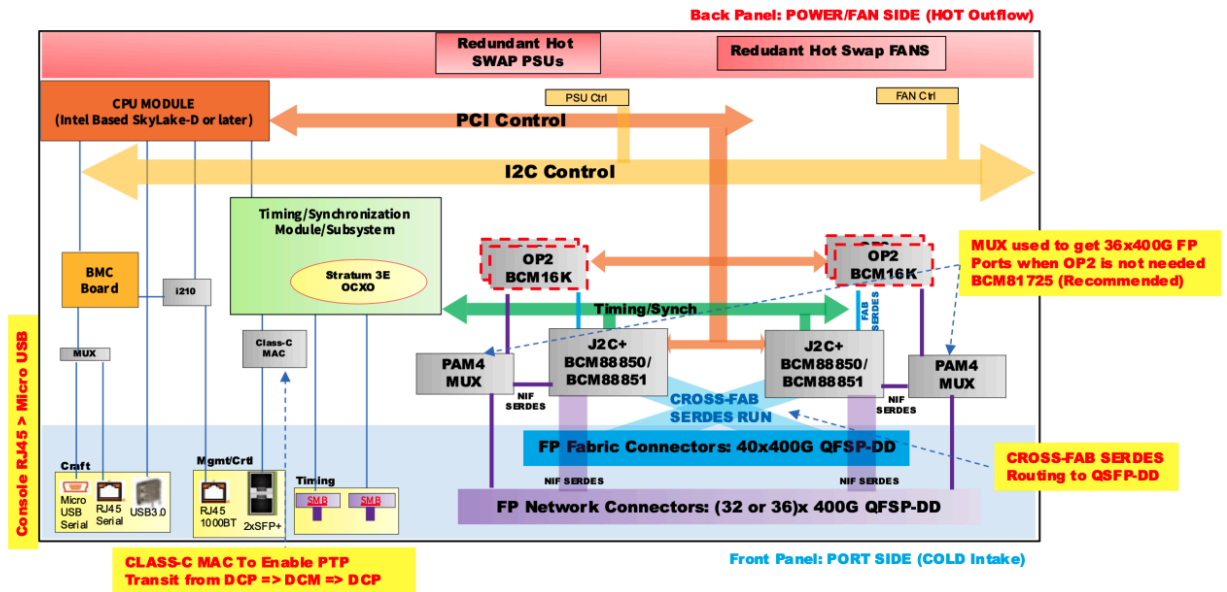 Back Panel: POWER/FAN SIDE (HOT Outflow)
Redundant Hot
SWAP PSUs
Redudant Hot Swap FANS
CPU MODULE
(Intel Based SkyLake-D or later)
PSU Ctrl
FAN Ctrl
PCI Control
I2C Control
Timing/Synchronization
Module/Subsystem
Stratum 3E
OCXO
BMC
Board
i210
OP2
BCM16K
OP2
BCM16K
MUX used to get 36x400G FP
Ports when OP2 is not needed
BCM81725 (Recommended)
Timing/Synch
FAB
SERDES
Console RJ45 > Micro USB
MUX
Class-C
MAC
PAM4
MUX
J2C+
BCM88850/
BCM88851
J2C+
BCM88850/
BCM88851
PAM4
MUX
NIF
SERDES
CROSS-FAB
SERDES RUN
NIF
SERDES
FP Fabric Connectors: 40x400G QFSP-DD
CROSS-FAB SERDES
Routing to QSFP-DD
Craft
Mgmt/Crtl
Timing
NIF SERDES
NIF SERDES
Micro
USB
Serial
RJ45
Serial
USB3.0
RJ45
1000BT
2xSFP+
SMB
SMB
FP Network Connectors: (32 or 36)x 400G QFSP-DD
CLASS-C MAC To Enable PTP
Transit from DCP => DCM => DCP
Front Panel: PORT SIDE (COLD Intake)